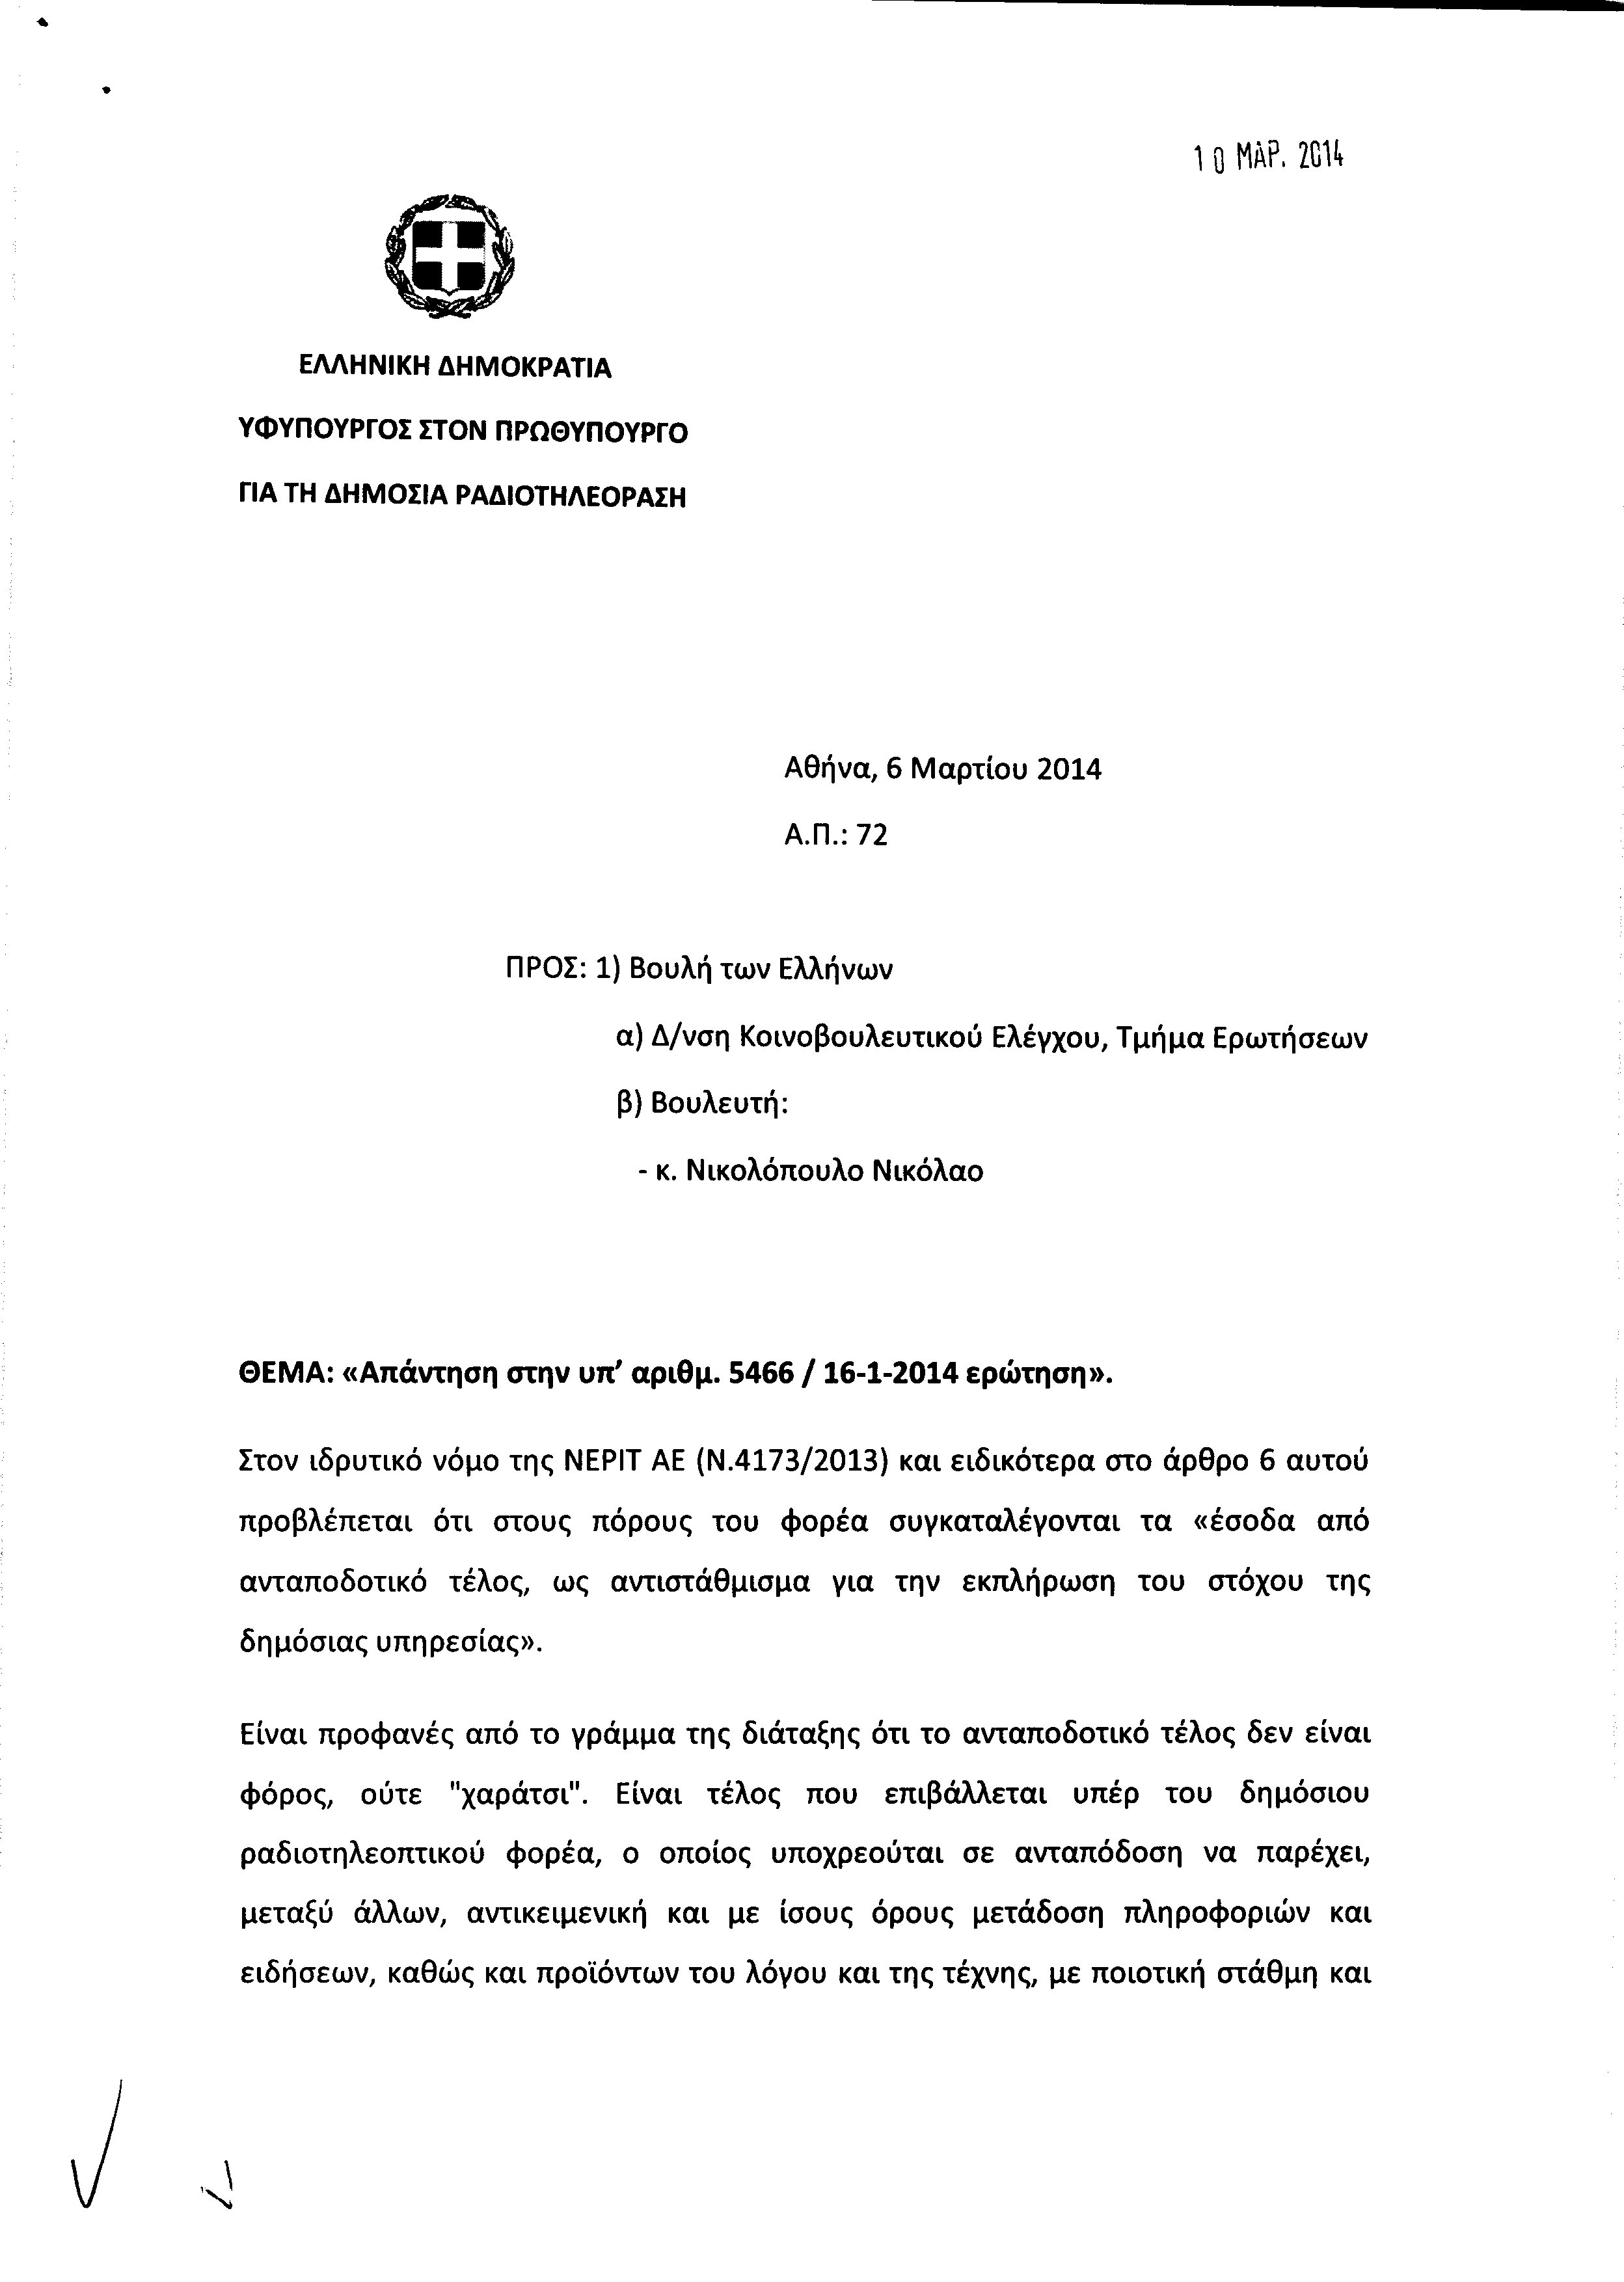 10 ΜΑΡ. 2014
ΕΛΛΗΝΙΚΗ ΔΗΜΟΚΡΑΤΙΑ
ΥΦΥΠΟΥΡΓΟΣ ΣΤΟΝ ΠΡΩΘΥΠΟΥΡΓΟ
ΓΙΑ ΤΗ ΔΗΜΟΣΙΑ ΡΑΔΙΟΤΗΛΕΟΡΑΣΗ
Αθήνα, 6 Μαρτίου 2014
Α.Π.: 72
ΠΡΟΣ: 1) Βουλή των Ελλήνων
α) Δ/νση Κοινοβουλευτικού Ελέγχου, Τμήμα Ερωτήσεων
β) Βουλευτή:
- κ. Νικολόπουλο Νικόλαο
ΘΕΜΑ: «Απάντηση στην υπ’ αριθμ. 5466 / 16-1-2014 ερώτηση».
Στον ιδρυτικό νόμο της ΝΕΡΙΤ ΑΕ (Ν.4173/2013) και ειδικότερα στο άρθρο 6 αυτού
προβλέπεται ότι στους πόρους του φορέα συγκαταλέγονται τα «έσοδα από
ανταποδοτικό τέλος, ως αντιστάθμισμα για την εκπλήρωση του στόχου της
δημόσιας υπηρεσίας».
Είναι προφανές από το γράμμα της διάταξης ότι το ανταποδοτικό τέλος δεν είναι
φόρος, ούτε "χαράτσι". Είναι τέλος που επιβάλλεται υπέρ του δημόσιου
ραδιοτηλεοπτικού φορέα, ο οποίος υποχρεούται σε ανταπόδοση να παρέχει,
μεταξύ άλλων, αντικειμενική και με ίσους όρους μετάδοση πληροφοριών και
ειδήσεων, καθώς και προϊόντων του λόγου και της τέχνης, με ποιοτική στάθμη και